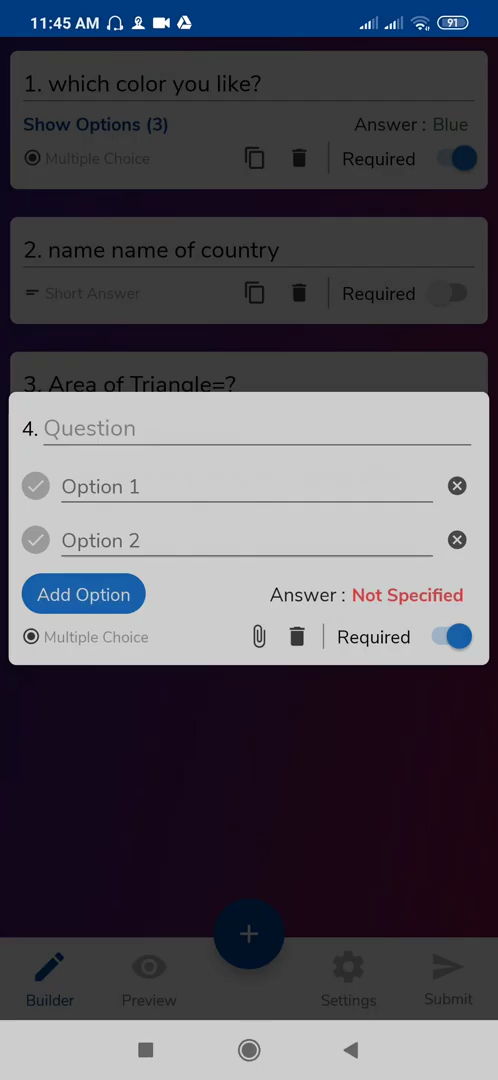 11:45 AM 91
1. which color you like?
Show Options (3) Answer : Blue
Multiple Choice Required
2. name name of country
Short Answer Required
3. Area of Triangle=?
4. Question
Option 1
Option 2
Add Option Answer : Not Specified
Multiple Choice Required
+
Builder Preview Settings Submit